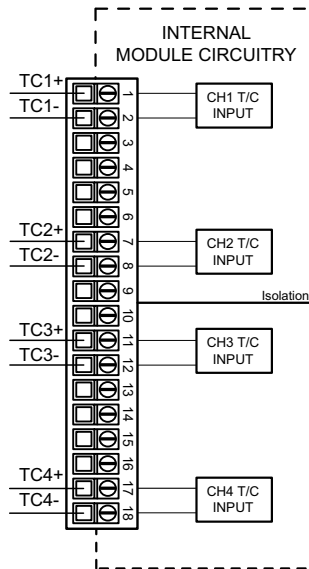 INTERNAL
MODULE CIRCUITRY
TC1+
1
CH1 T/C
INPUT
TC1-
2
3
4
5
6
TC2+
7
CH2 T/C
INPUT
TC2-
8
9
Isolation
10
TC3+
11
CH3 T/C
INPUT
TC3-
12
13
14
15
16
TC4+
17
CH4 T/C
INPUT
TC4-
18